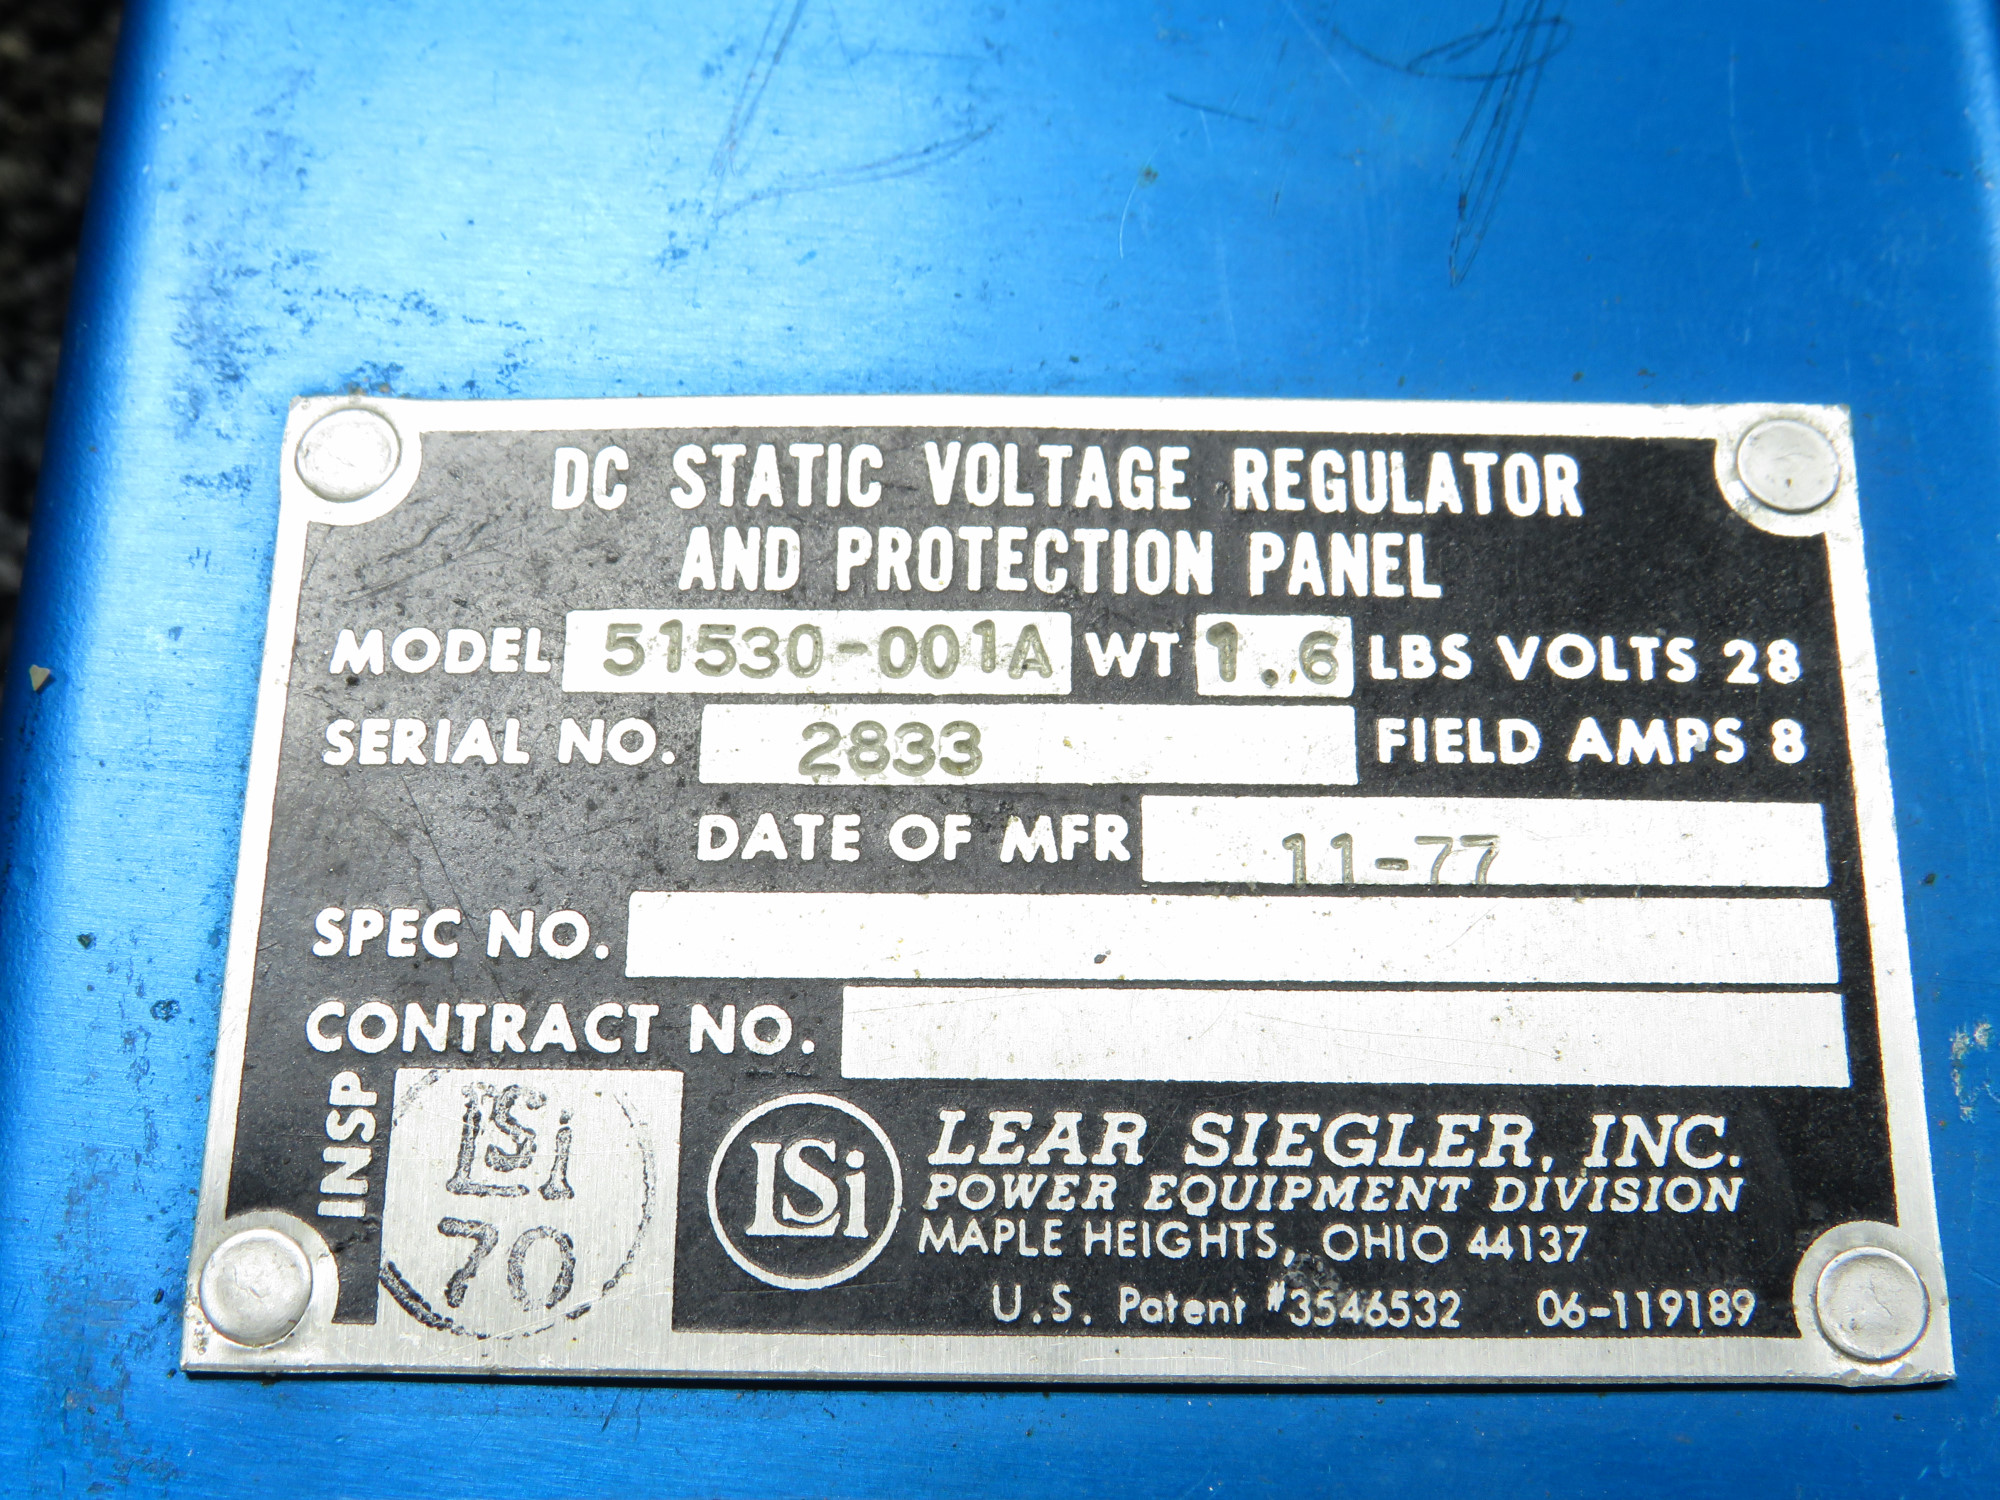 DC STATIC VOLTAGE REGULATOR
AND PROTECTION PANEL
MODEL 51530-001A WT 1.6 LBS VOLTS 28
SERIAL NO. 2833 FIELD AMPS 8
DATE OF MFR 11-77
SPEC NO.
CONTRACT NO.
INSP
LSi
70
LSi
LEAR SIEGLER, INC.
POWER EQUIPMENT DIVISION
MAPLE HEIGHTS, OHIO 44137
U.S. Patent #3546532 06-119189